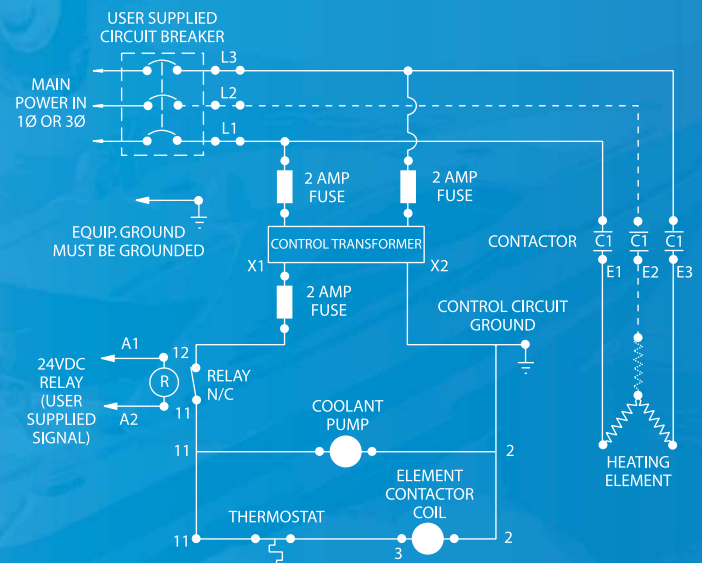 USER SUPPLIED
CIRCUIT BREAKER
L3
MAIN
POWER IN
1Ø OR 3Ø
L2
L1
2 AMP
FUSE
2 AMP
FUSE
EQUIP. GROUND
MUST BE GROUNDED
CONTROL TRANSFORMER
CONTACTOR
C1
C1
C1
X1
X2
E1
E2
E3
2 AMP
FUSE
CONTROL CIRCUIT
GROUND
A1
12
24VDC
RELAY
(USER
SUPPLIED
SIGNAL)
R
RELAY
N/C
A2
11
COOLANT
PUMP
11
2
HEATING
ELEMENT
ELEMENT
CONTACTOR
COIL
THERMOSTAT
11
3
2